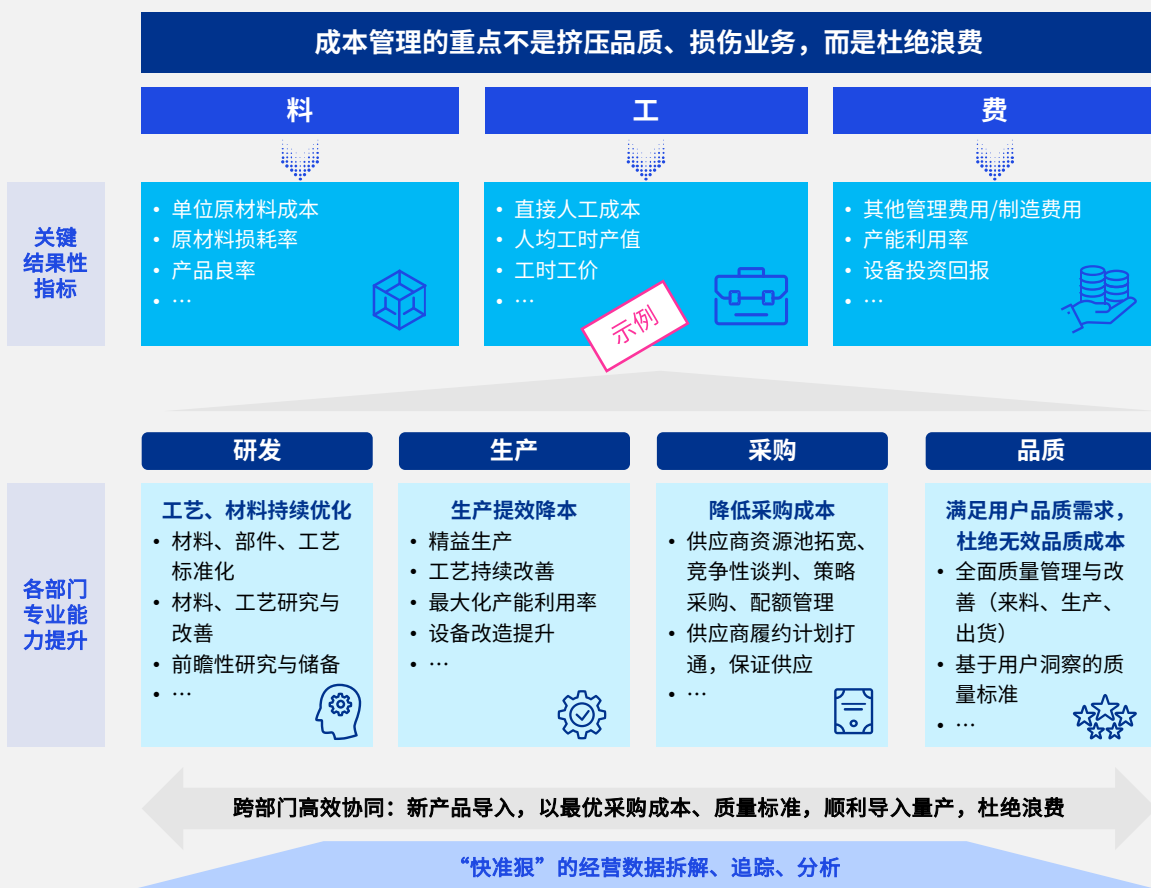 成本管理的重点不是挤压品质、损伤业务，而是杜绝浪费
料
工
费
关键
结果性
指标
• 单位原材料成本
• 原材料损耗率
• 产品良率
• …
• 直接人工成本
• 人均工时产值
• 工时工价
• …
示例
• 其他管理费用/制造费用
• 产能利用率
• 设备投资回报
• …
研发
生产
采购
品质
各部门
专业能
力提升
工艺、材料持续优化
• 材料、部件、工艺
标准化
• 材料、工艺研究与
改善
• 前瞻性研究与储备
• …
生产提效降本
• 精益生产
• 工艺持续改善
• 最大化产能利用率
• 设备改造提升
• …
降低采购成本
• 供应商资源池拓宽、
竞争性谈判、策略
采购、配额管理
• 供应商履约计划打
通，保证供应
• …
满足用户品质需求，
杜绝无效品质成本
• 全面质量管理与改
善（来料、生产、
出货）
• 基于用户洞察的质
量标准
• …
跨部门高效协同：新产品导入，以最优采购成本、质量标准，顺利导入量产，杜绝浪费
“快准狠”的经营数据拆解、追踪、分析